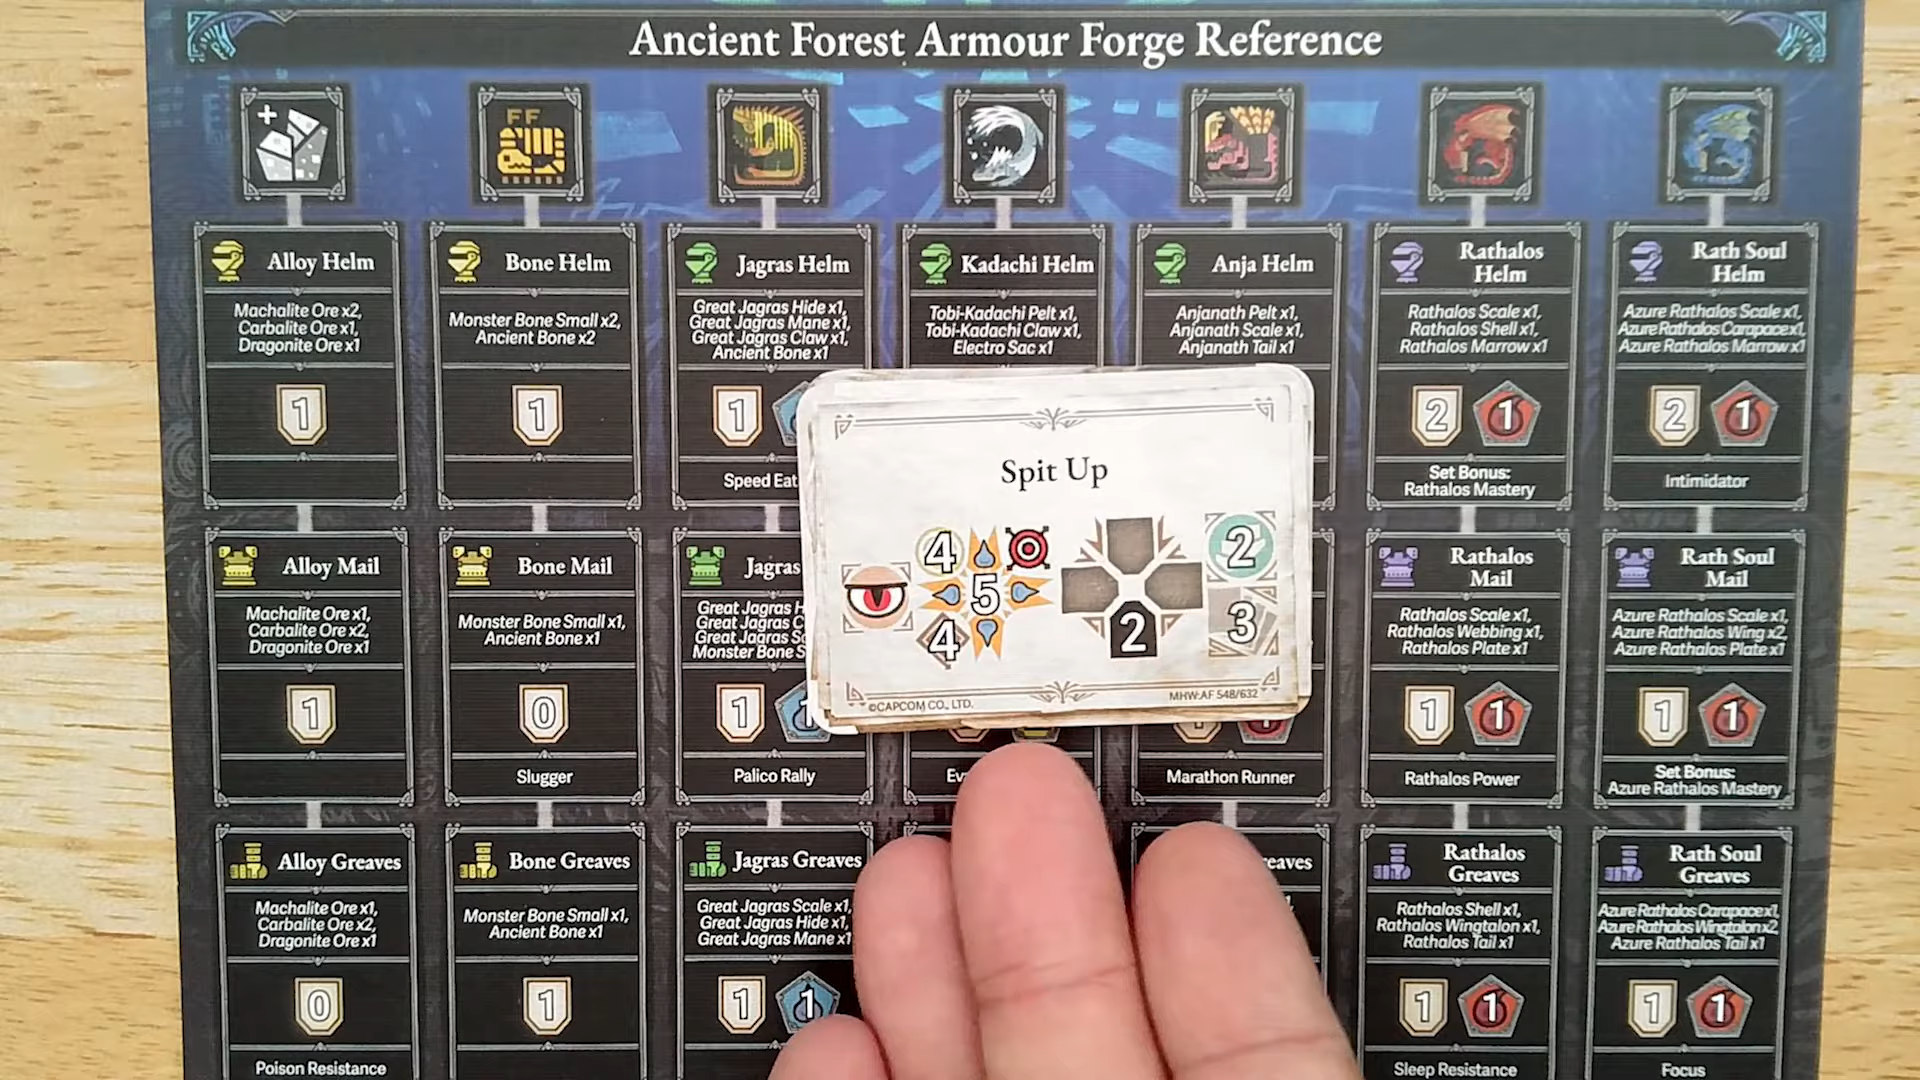 Ancient Forest Armour Forge Reference
FF
Alloy Helm
Machalite Ore x2,
Carbalite Ore x1,
Dragonite Ore x1
1
Bone Helm
Monster Bone Small x2,
Ancient Bone x2
1
Jagras Helm
Great Jagras Hide x1,
Great Jagras Mane x1,
Great Jagras Claw x1,
Ancient Bone x1
1
Speed Eat
Kadachi Helm
Tobi-Kadachi Pelt x1,
Tobi-Kadachi Claw x1,
Electro Sac x1
Anja Helm
Anjanath Pelt x1,
Anjanath Scale x1,
Anjanath Tail x1
Rathalos
Helm
Rathalos Scale x1,
Rathalos Shell x1,
Rathalos Marrow x1
2 1
Set Bonus:
Rathalos Mastery
Rath Soul
Helm
Azure Rathalos Scale x1,
Azure Rathalos Carapace x1,
Azure Rathalos Marrow x1
2 1
Intimidator
Spit Up
4
5
4
2
2
3
©CAPCOM CO., LTD.
MHW:AF 548/632
Alloy Mail
Machalite Ore x1,
Carbalite Ore x2,
Dragonite Ore x1
1
Bone Mail
Monster Bone Small x1,
Ancient Bone x1
0
Slugger
Jagras
Great Jagras H
Great Jagras C
Great Jagras Sc
Monster Bone S
1 1
Palico Rally
Ev
Marathon Runner
Rathalos
Mail
Rathalos Scale x1,
Rathalos Webbing x1,
Rathalos Plate x1
1 1
Rathalos Power
Rath Soul
Mail
Azure Rathalos Scale x1,
Azure Rathalos Wing x2,
Azure Rathalos Plate x1
1 1
Set Bonus:
Azure Rathalos Mastery
Alloy Greaves
Machalite Ore x1,
Carbalite Ore x2,
Dragonite Ore x1
0
Poison Resistance
Bone Greaves
Monster Bone Small x1,
Ancient Bone x1
1
Jagras Greaves
Great Jagras Scale x1,
Great Jagras Hide x1,
Great Jagras Mane x1
1 1
reaves
Rathalos
Greaves
Rathalos Shell x1,
Rathalos Wingtalon x1,
Rathalos Tail x1
1 1
Sleep Resistance
Rath Soul
Greaves
Azure Rathalos Carapace x1,
Azure Rathalos Wingtalon x2,
Azure Rathalos Tail x1
1 1
Focus